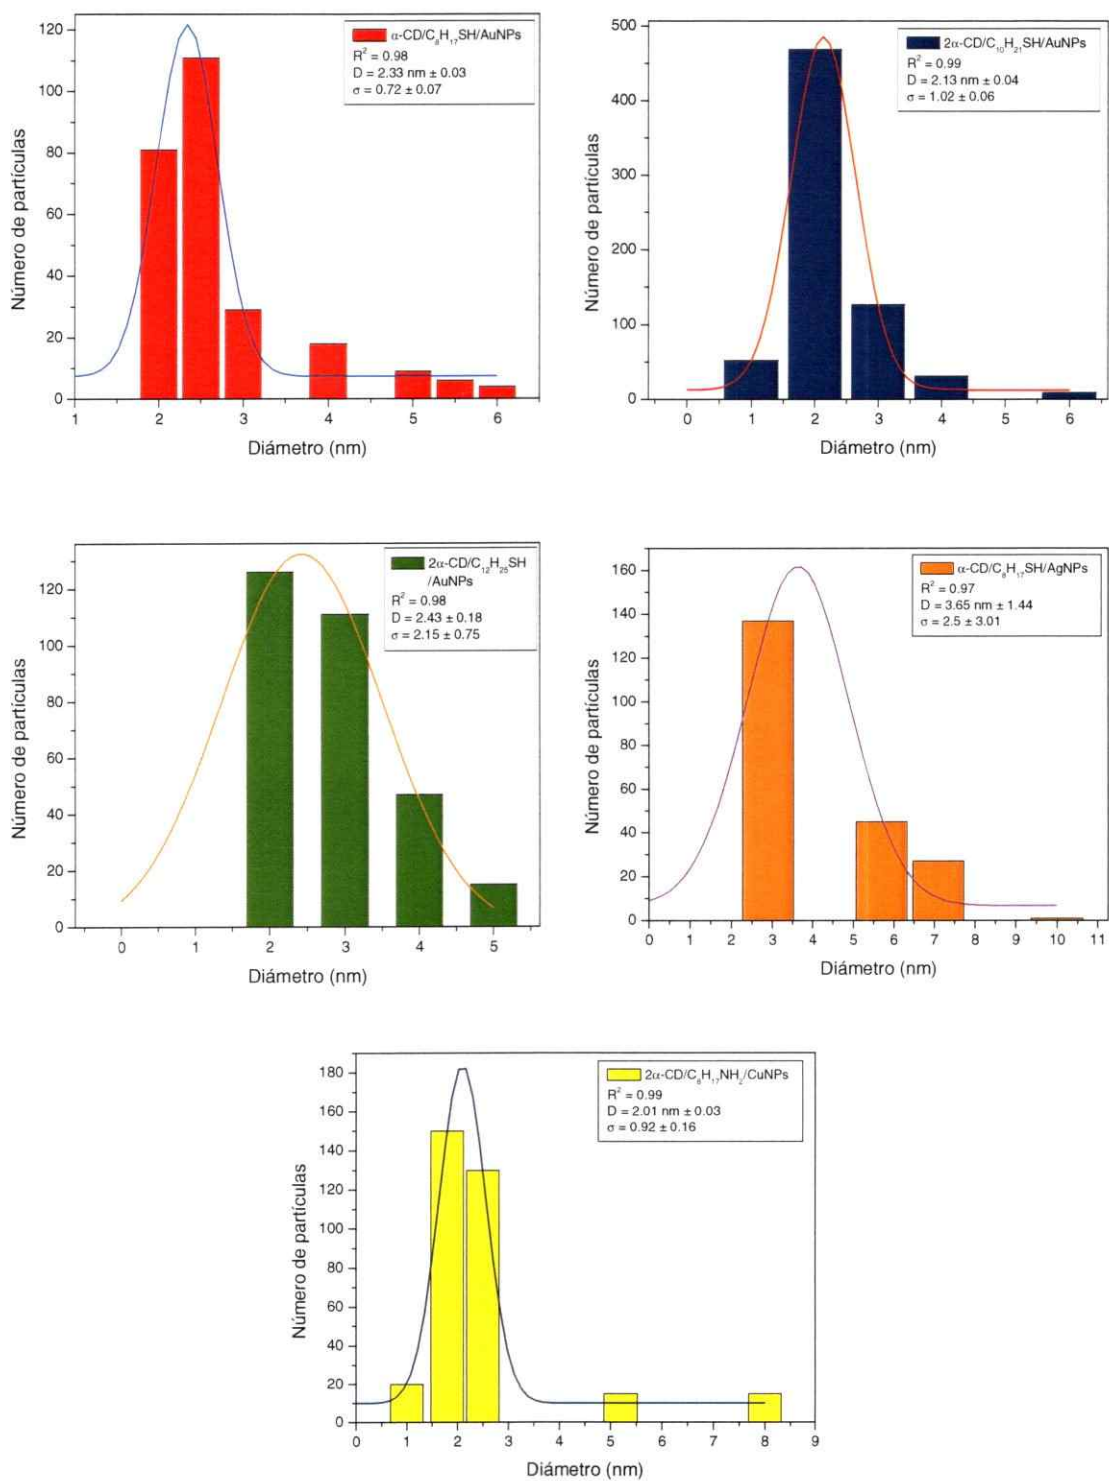 α-CD/C₈H₁₇SH/AuNPs
R² = 0.98
D = 2.33 nm ± 0.03
σ = 0.72 ± 0.07
Número de partículas
120
100
80
60
40
20
0
1 2 3 4 5 6
Diámetro (nm)
2α-CD/C₁₀H₂₁SH/AuNPs
R² = 0.99
D = 2.13 nm ± 0.04
σ = 1.02 ± 0.06
Número de partículas
500
400
300
200
100
0
0 1 2 3 4 5 6
Diámetro (nm)
2α-CD/C₁₂H₂₅SH
/AuNPs
R² = 0.98
D = 2.43 ± 0.18
σ = 2.15 ± 0.75
Número de partículas
120
100
80
60
40
20
0
0 1 2 3 4 5
Diámetro (nm)
α-CD/C₈H₁₇SH/AgNPs
R² = 0.97
D = 3.65 nm ± 1.44
σ = 2.5 ± 3.01
Número de partículas
160
140
120
100
80
60
40
20
0
0 1 2 3 4 5 6 7 8 9 10 11
Diámetro (nm)
2α-CD/C₈H₁₇NH₂/CuNPs
R² = 0.99
D = 2.01 nm ± 0.03
σ = 0.92 ± 0.16
Número de partículas
180
160
140
120
100
80
60
40
20
0
0 1 2 3 4 5 6 7 8 9
Diámetro (nm)